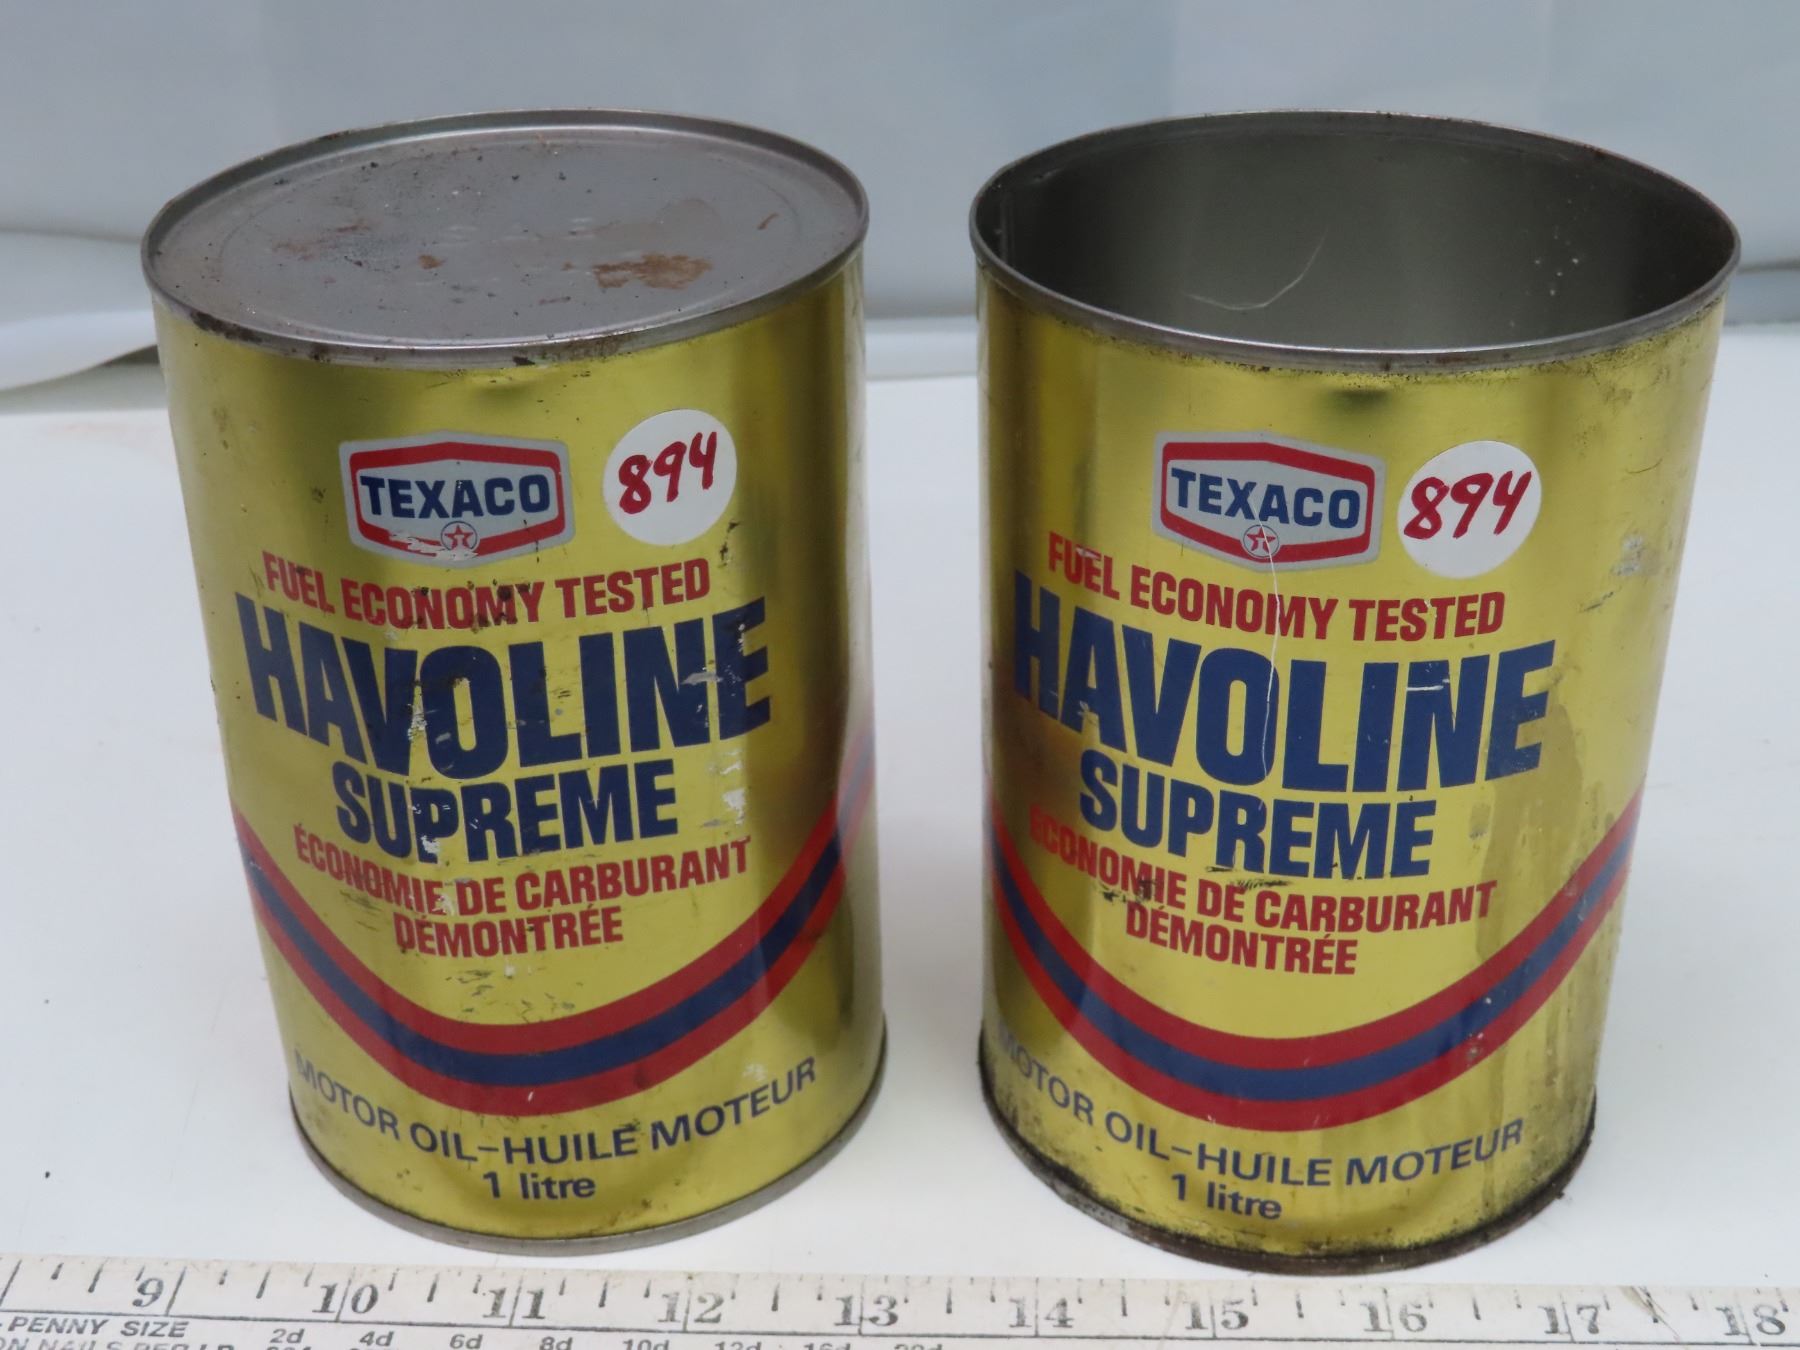 TEXACO
894
FUEL ECONOMY TESTED
HAVOLINE
SUPREME
ÉCONOMIE DE CARBURANT
DÉMONTRÉE
MOTOR OIL-HUILE MOTEUR
1 litre
TEXACO
894
FUEL ECONOMY TESTED
HAVOLINE
SUPREME
ÉCONOMIE DE CARBURANT
DÉMONTRÉE
MOTOR OIL-HUILE MOTEUR
1 litre
9 10 11 12 13 14 15 16 17 18
PENNY SIZE 2d 4d 6d 8d 10d 12d 16d